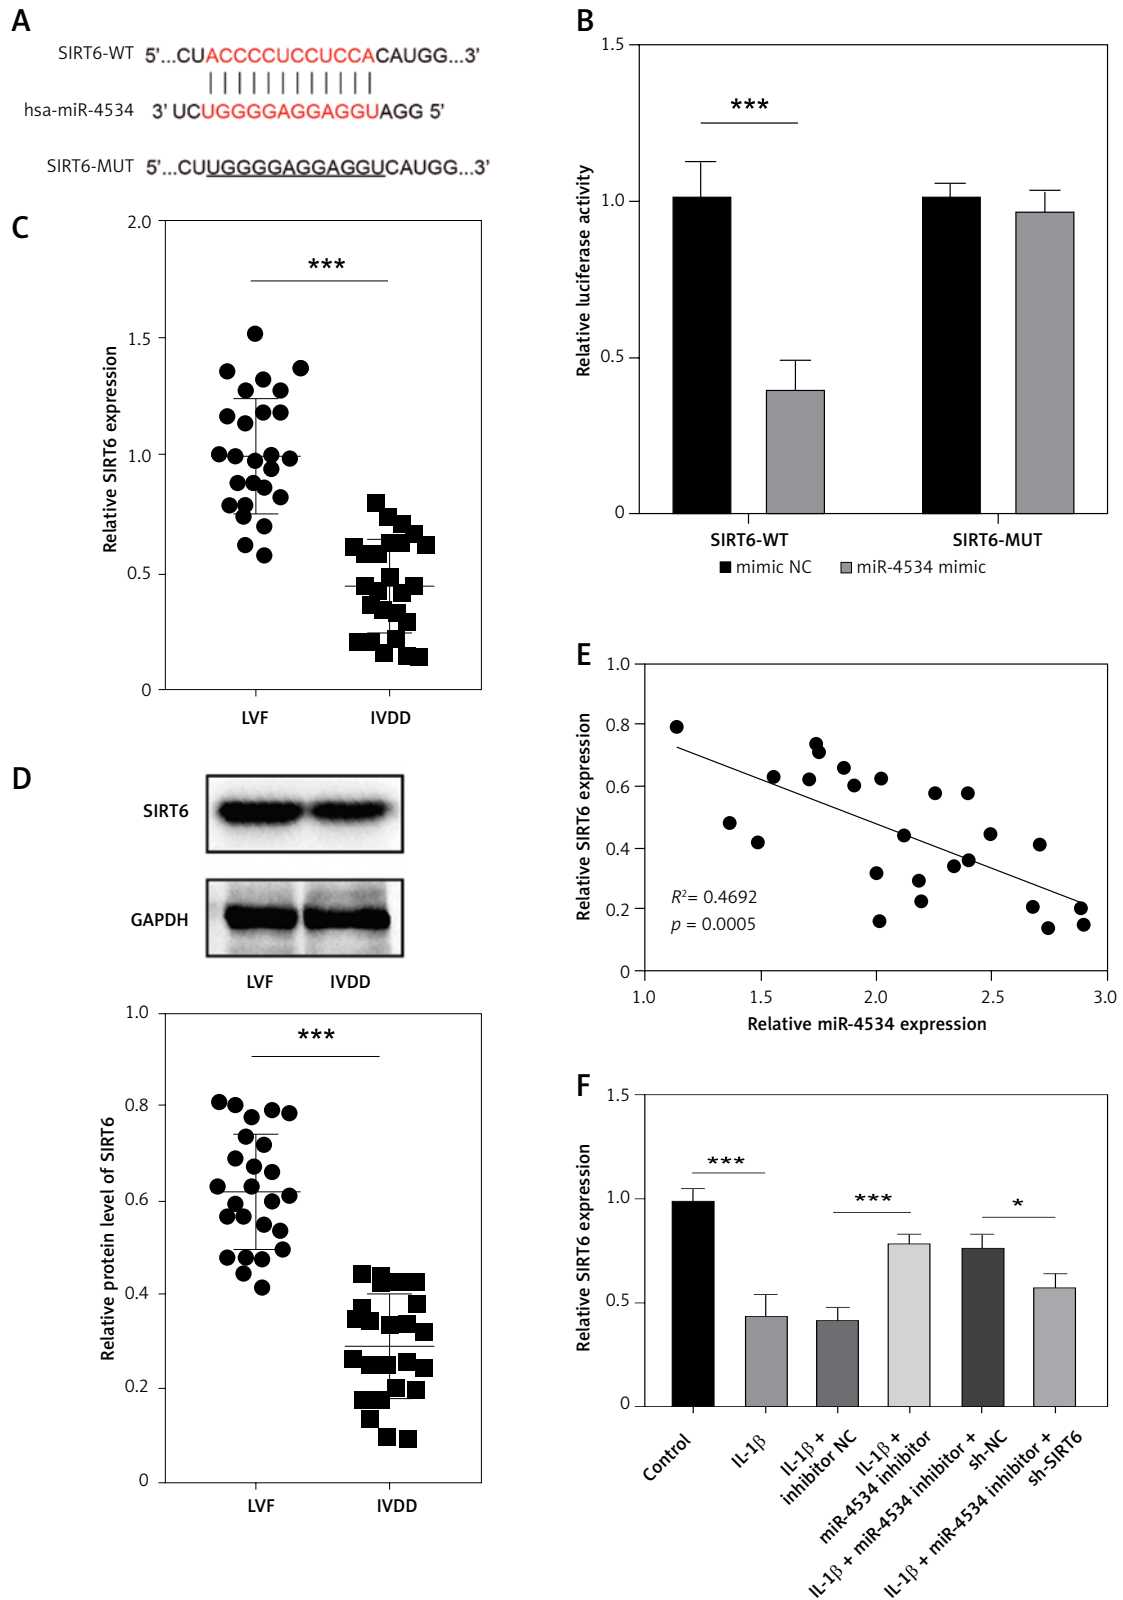 A
SIRT6-WT 5’...CUACCCCUCCUCCACAUGG...3’
hsa-miR-4534 3’ UCUGGGGAGGAGGUAGG 5’
SIRT6-MUT 5’...CUUGGGGAGGAGGUCAUGG...3’
B
Relative luciferase activity
1.5
1.0
0.5
0
***
SIRT6-WT SIRT6-MUT
mimic NC miR-4534 mimic
C
Relative SIRT6 expression
2.0
1.5
1.0
0.5
0
***
LVF IVDD
D
SIRT6
GAPDH
LVF IVDD
Relative protein level of SIRT6
1.0
0.8
0.6
0.4
0.2
0
***
LVF IVDD
E
Relative SIRT6 expression
1.0
0.8
0.6
0.4
0.2
0
R²= 0.4692
p = 0.0005
1.0 1.5 2.0 2.5 3.0
Relative miR-4534 expression
F
Relative SIRT6 expression
1.5
1.0
0.5
0
*** *** *
Control
IL-1β
IL-1β +
inhibitor NC
IL-1β +
miR-4534 inhibitor
IL-1β + miR-4534 inhibitor +
sh-NC
IL-1β + miR-4534 inhibitor +
sh-SIRT6